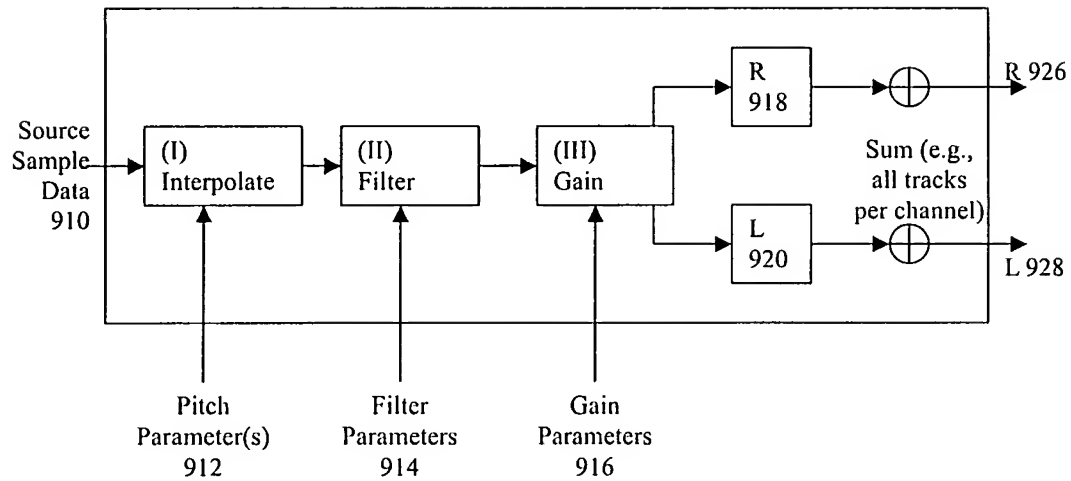 Source
Sample
Data
910
(I)
Interpolate
(II)
Filter
(III)
Gain
R
918
L
920
Sum (e.g.,
all tracks
per channel)
R 926
L 928
Pitch
Parameter(s)
912
Filter
Parameters
914
Gain
Parameters
916